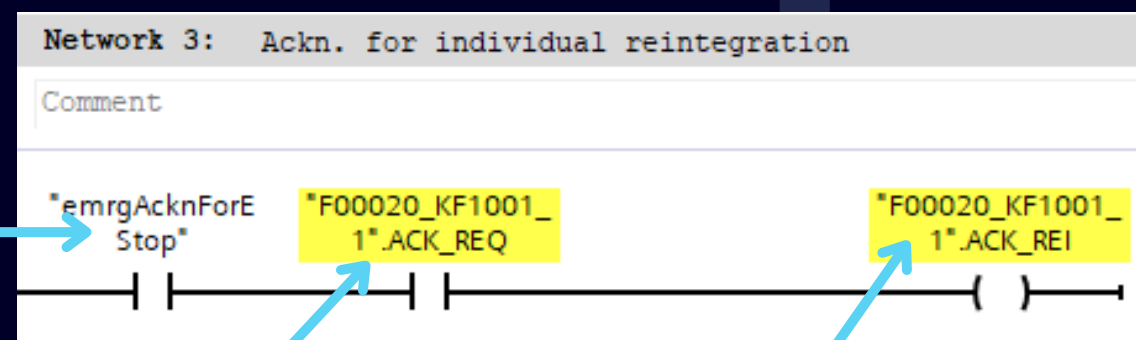 Network 3: Ackn. for individual reintegration
Comment
"emrgAcknForE
Stop"
"F00020_KF1001_
1".ACK_REQ
"F00020_KF1001_
1".ACK_REI